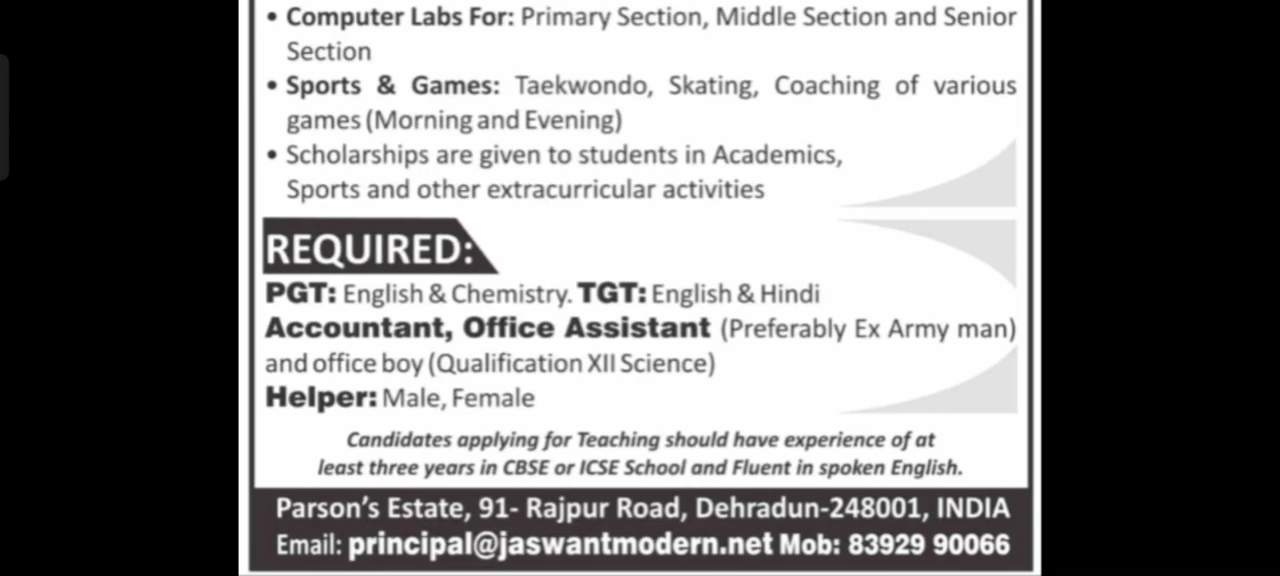 • Computer Labs For: Primary Section, Middle Section and Senior
Section
• Sports & Games: Taekwondo, Skating, Coaching of various
games (Morning and Evening)
• Scholarships are given to students in Academics,
Sports and other extracurricular activities
REQUIRED:
PGT: English & Chemistry. TGT: English & Hindi
Accountant, Office Assistant (Preferably Ex Army man)
and office boy (Qualification XII Science)
Helper: Male, Female
Candidates applying for Teaching should have experience of at
least three years in CBSE or ICSE School and Fluent in spoken English.
Parson's Estate, 91- Rajpur Road, Dehradun-248001, INDIA
Email: principal@jaswantmodern.net Mob: 83929 90066